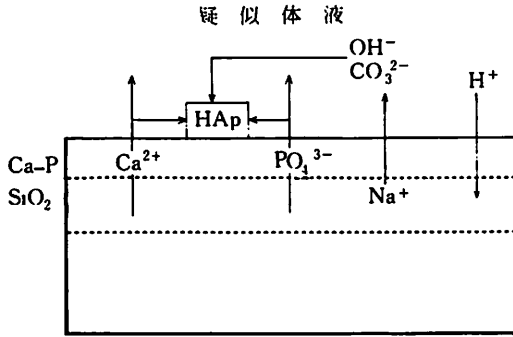 疑似体液
OH⁻
CO₃²⁻
H⁺
HAp
Ca-P
Ca²⁺
PO₄³⁻
SiO₂
Na⁺